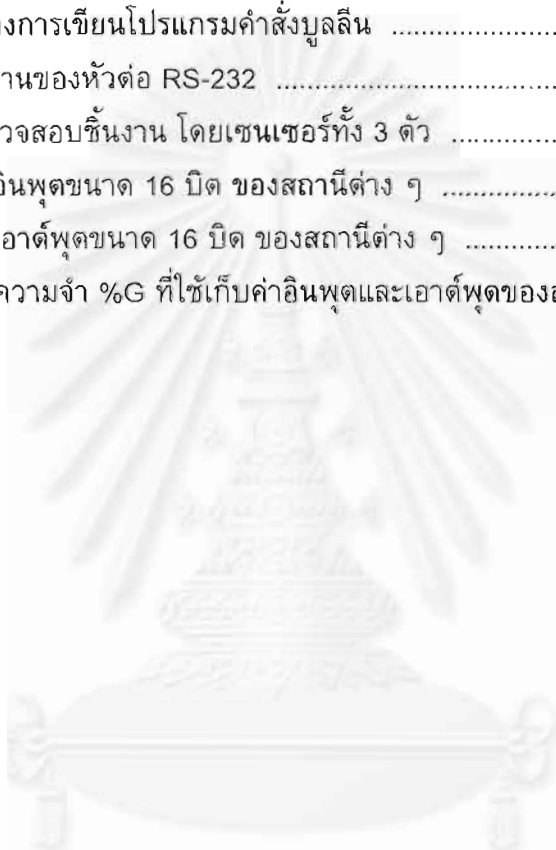 องการเขียนโปรแกรมคำสั่งบูลลีน ......................
งานของหัวต่อ RS-232 ......................................
วจสอบชิ้นงาน โดยเซนเซอร์ทั้ง 3 ตัว ..............
อินพุตขนาด 16 บิต ของสถานีต่าง ๆ ................
เอาต์พุตขนาด 16 บิต ของสถานีต่าง ๆ .............
ความจำ %G ที่ใช้เก็บค่าอินพุตและเอาต์พุตของส